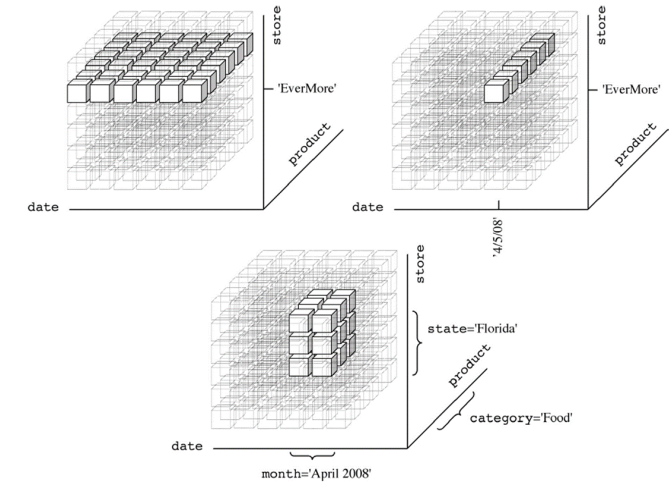 store
'EverMore'
product
date
store
'EverMore'
product
date
'4/5/08'
store
state='Florida'
product
category='Food'
date
month='April 2008'